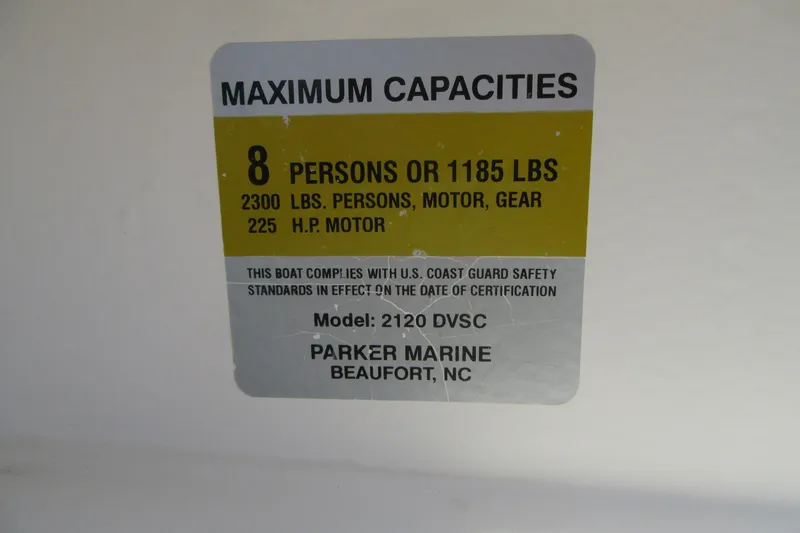 MAXIMUM CAPACITIES
8 PERSONS OR 1185 LBS
2300 LBS. PERSONS, MOTOR, GEAR
225 H.P. MOTOR
THIS BOAT COMPLIES WITH U.S. COAST GUARD SAFETY
STANDARDS IN EFFECT ON THE DATE OF CERTIFICATION
Model: 2120 DVSC
PARKER MARINE
BEAUFORT, NC